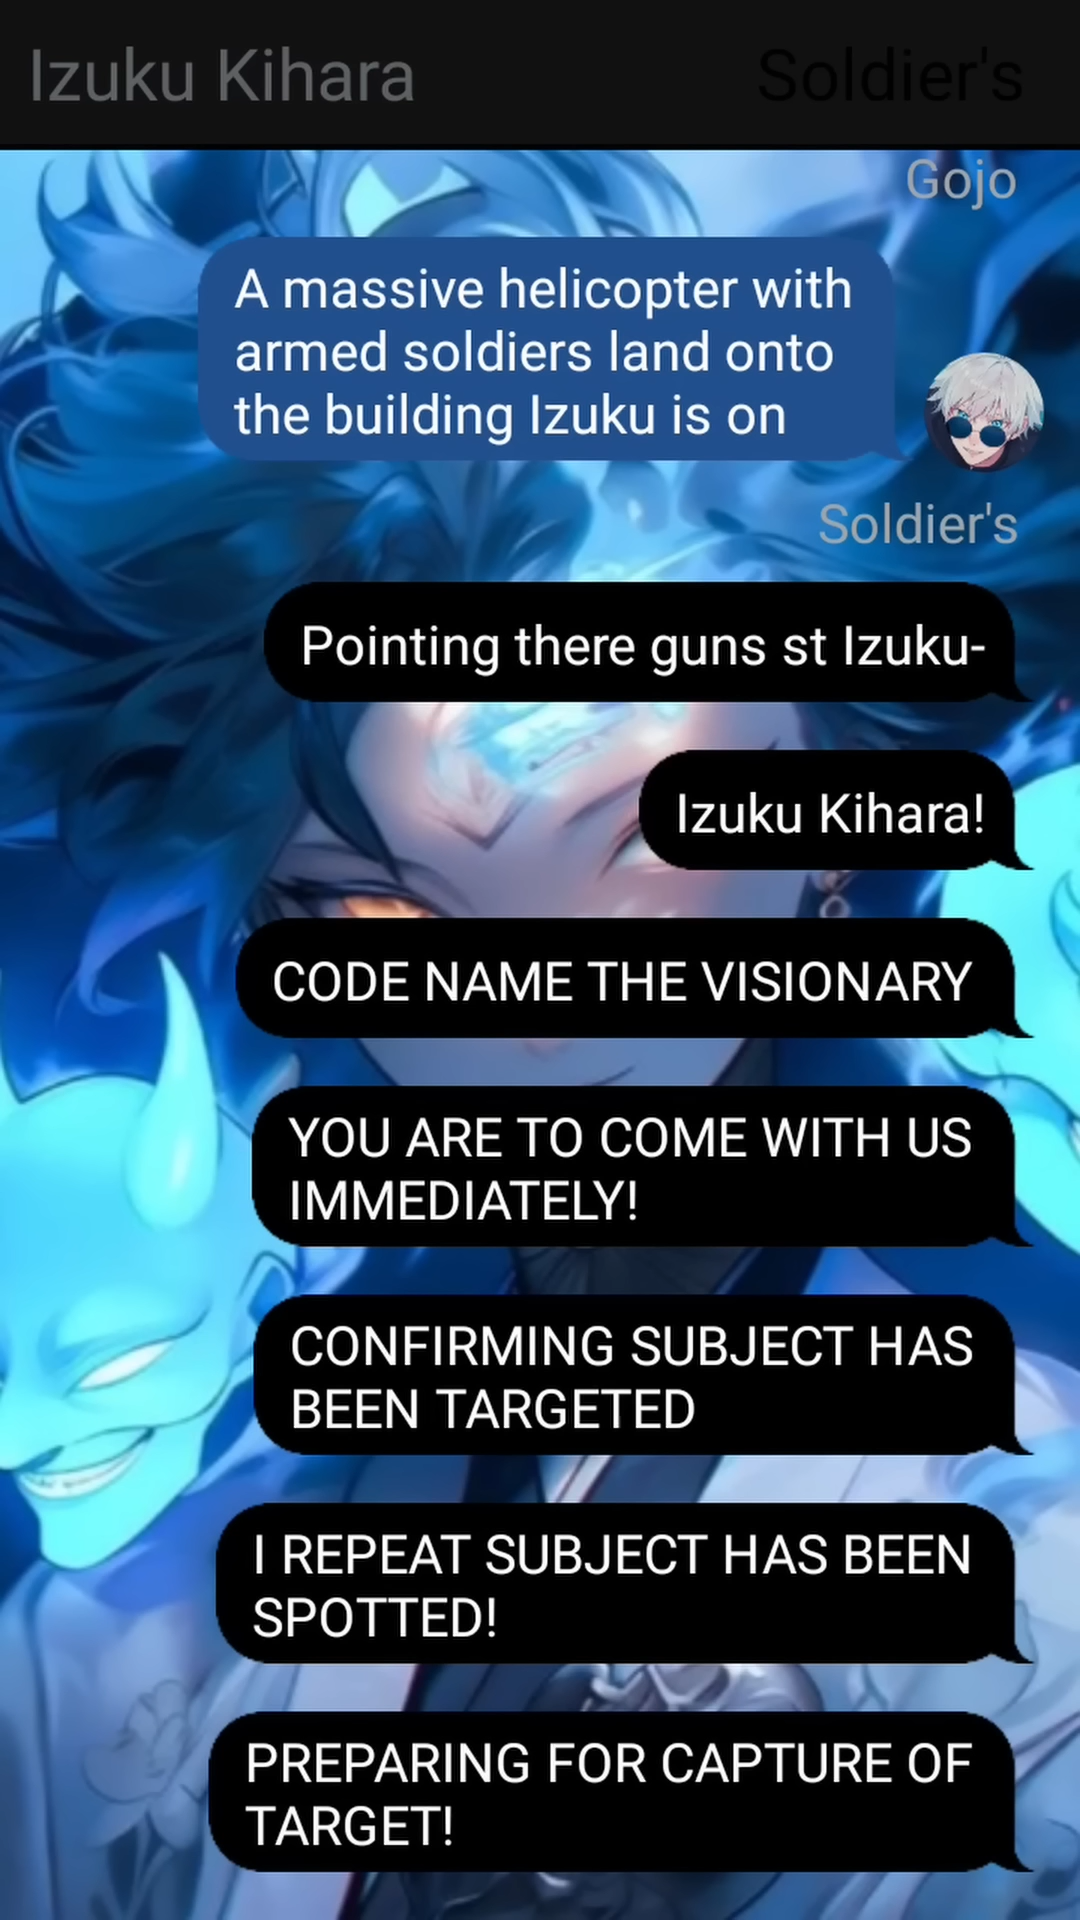 Izuku Kihara
Soldier's
Gojo
A massive helicopter with
armed soldiers land onto
the building Izuku is on
Soldier's
Pointing there guns st Izuku-
Izuku Kihara!
CODE NAME THE VISIONARY
YOU ARE TO COME WITH US
IMMEDIATELY!
CONFIRMING SUBJECT HAS
BEEN TARGETED
I REPEAT SUBJECT HAS BEEN
SPOTTED!
PREPARING FOR CAPTURE OF
TARGET!